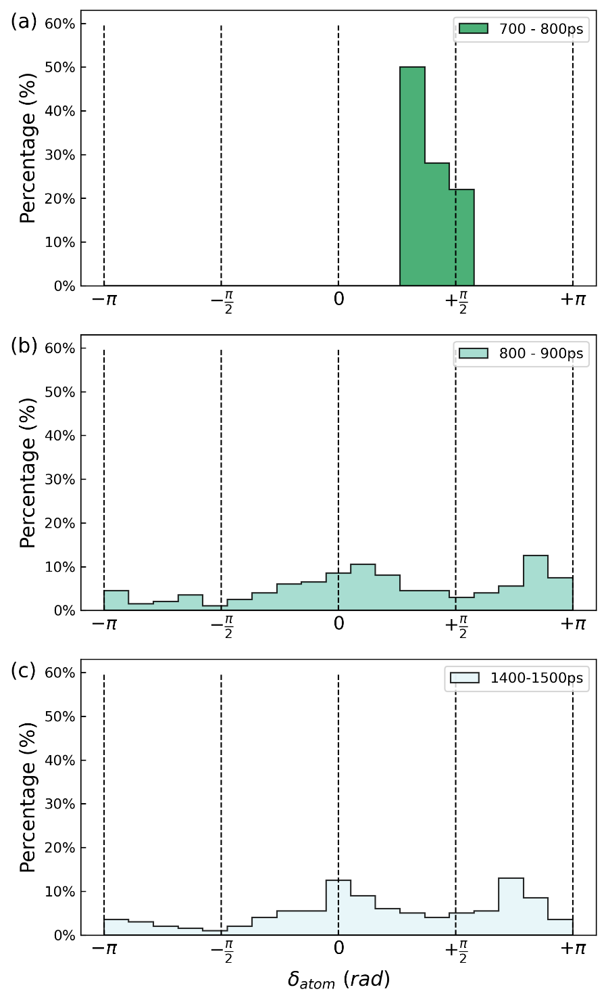 (a)
700 - 800ps
Percentage (%)
60%
50%
40%
30%
20%
10%
0%
−π
−π/2
0
+π/2
+π
(b)
800 - 900ps
Percentage (%)
60%
50%
40%
30%
20%
10%
0%
−π
−π/2
0
+π/2
+π
(c)
1400-1500ps
Percentage (%)
60%
50%
40%
30%
20%
10%
0%
−π
−π/2
0
+π/2
+π
δatom (rad)